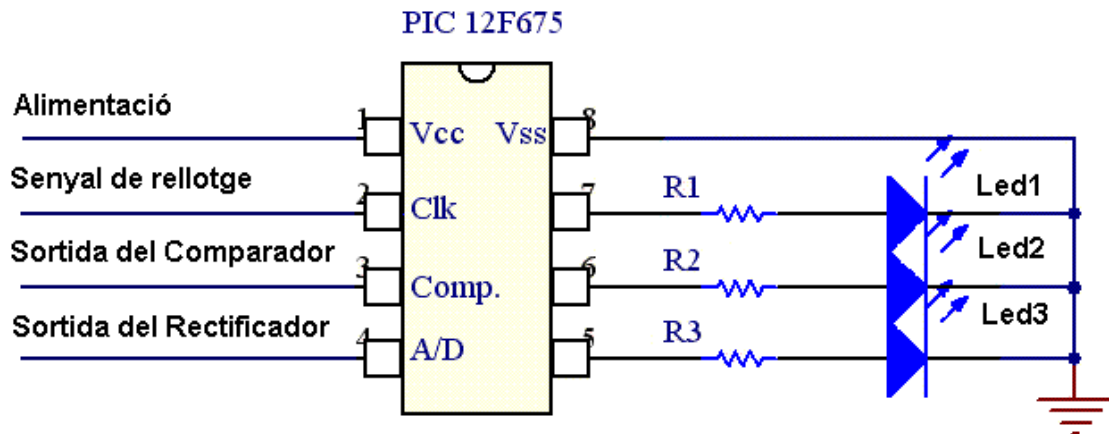 PIC 12F675
Alimentació
1
Vcc
Vss
8
Senyal de rellotge
2
Clk
7
R1
Led1
Sortida del Comparador
3
Comp.
6
R2
Led2
Sortida del Rectificador
4
A/D
5
R3
Led3